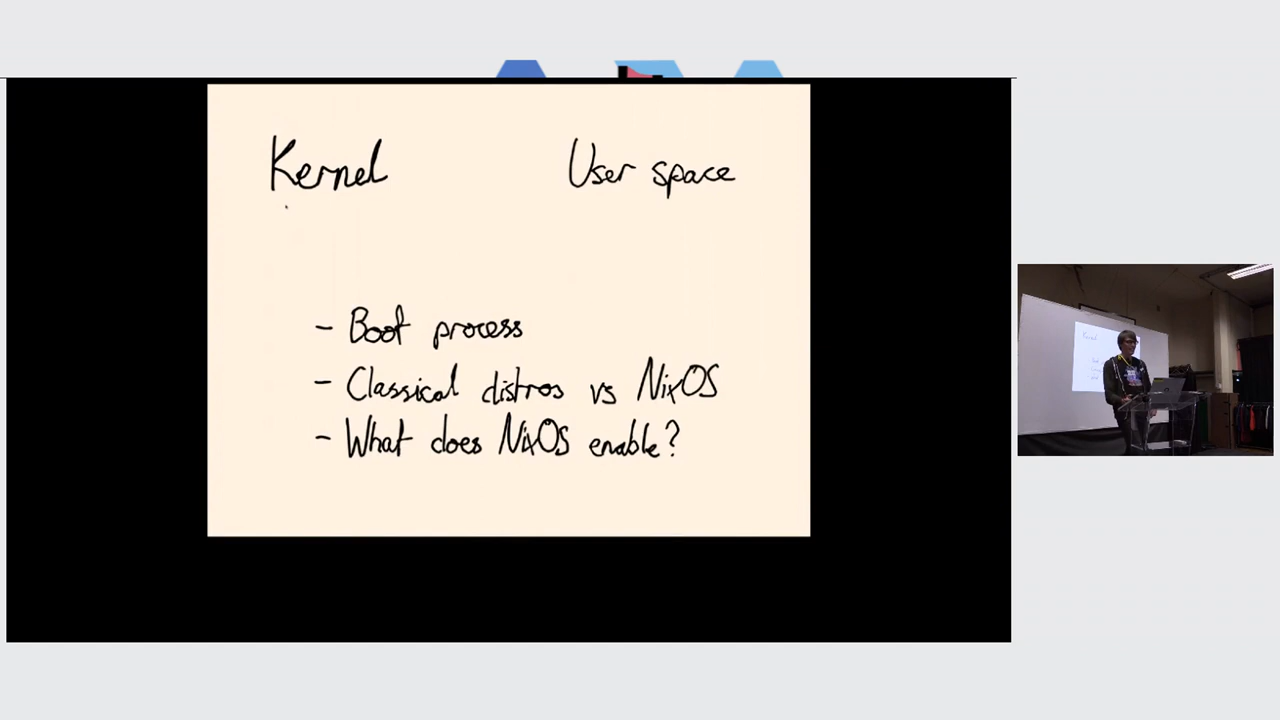 Kernel User space
- Boot process
- Classical distros vs NixOS
- What does NixOS enable?